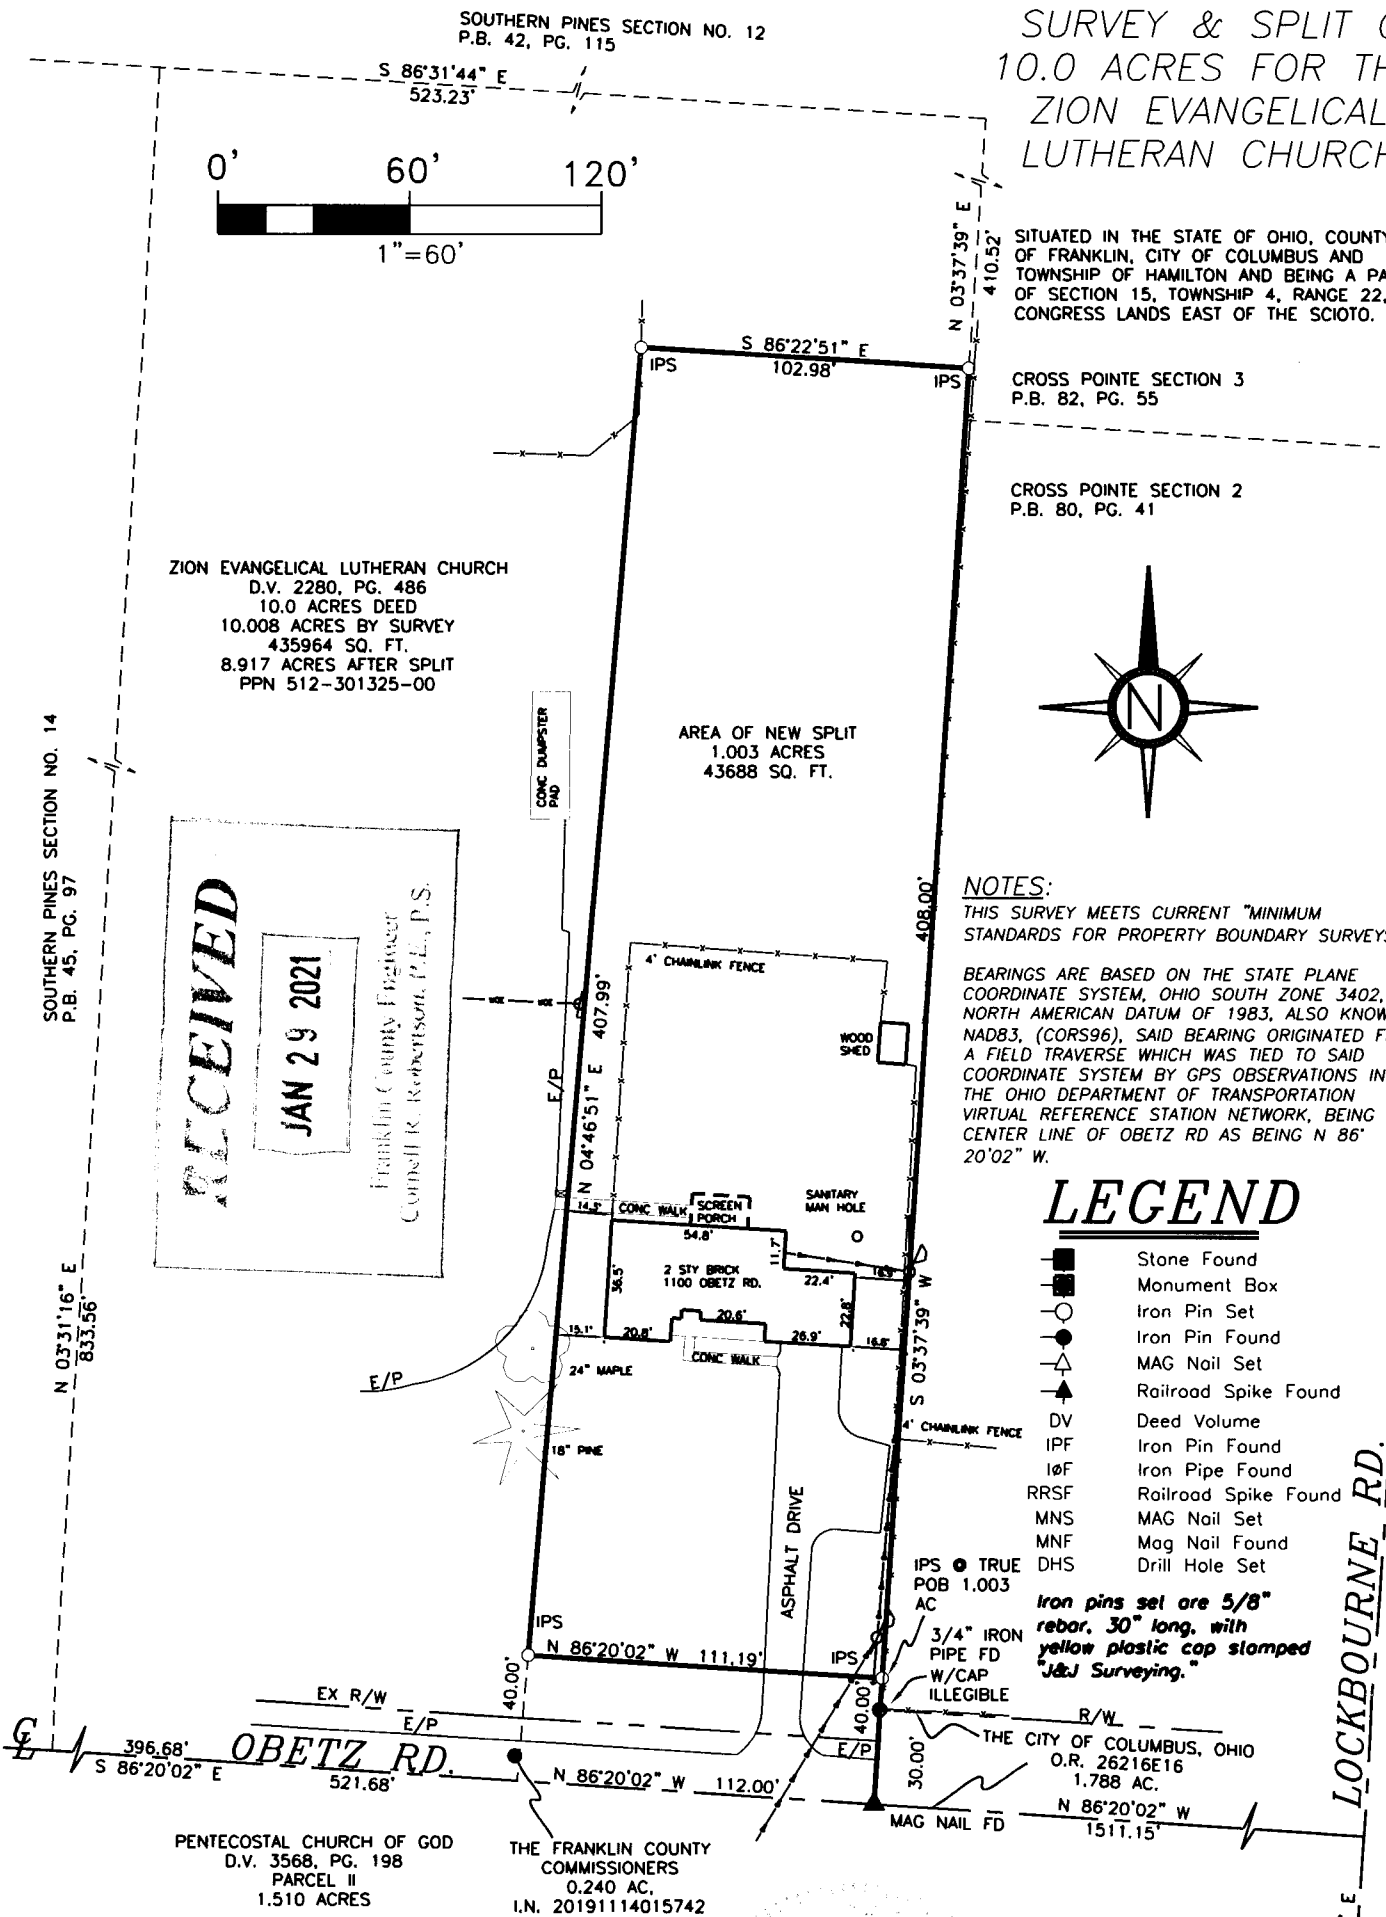 SOUTHERN PINES SECTION NO. 12
P.B. 42, PG. 115
S 86°31'44" E
523.23'
SURVEY & SPLIT
10.0 ACRES FOR
ZION EVANGELICAL
LUTHERAN CHURCH
0' 60' 120'
1"=60'
N 03°37'39" E
410.52'
SITUATED IN THE STATE OF OHIO, COUNTY
OF FRANKLIN, CITY OF COLUMBUS AND
TOWNSHIP OF HAMILTON AND BEING A PA
OF SECTION 15, TOWNSHIP 4, RANGE 22,
CONGRESS LANDS EAST OF THE SCIOTO.
S 86°22'51" E
102.98'
IPS
IPS
CROSS POINTE SECTION 3
P.B. 82, PG. 55
CROSS POINTE SECTION 2
P.B. 80, PG. 41
ZION EVANGELICAL LUTHERAN CHURCH
D.V. 2280, PG. 486
10.0 ACRES DEED
10.008 ACRES BY SURVEY
435964 SQ. FT.
8.917 ACRES AFTER SPLIT
PPN 512-301325-00
N
CONC DUMPSTER
PAD
AREA OF NEW SPLIT
1.003 ACRES
43688 SQ. FT.
SOUTHERN PINES SECTION NO. 14
P.B. 45, PG. 97
RECEIVED
JAN 29 2021
Franklin County Engineer
Cornell R. Robertson, P.E., P.S.
N 03°31'16" E
833.56'
408.00'
S 03°37'39" W
N 04°46'51" E 407.99'
E/P
4' CHAINLINK FENCE
WOOD
SHED
NOTES:
THIS SURVEY MEETS CURRENT "MINIMUM
STANDARDS FOR PROPERTY BOUNDARY SURVEYS
BEARINGS ARE BASED ON THE STATE PLANE
COORDINATE SYSTEM, OHIO SOUTH ZONE 3402,
NORTH AMERICAN DATUM OF 1983, ALSO KNOW
NAD83, (CORS96), SAID BEARING ORIGINATED F
A FIELD TRAVERSE WHICH WAS TIED TO SAID
COORDINATE SYSTEM BY GPS OBSERVATIONS IN
THE OHIO DEPARTMENT OF TRANSPORTATION
VIRTUAL REFERENCE STATION NETWORK, BEING
CENTER LINE OF OBETZ RD AS BEING N 86°
20'02" W.
SANITARY
MAN HOLE
14.5' CONC WALK
SCREEN
PORCH
54.8'
11.7'
36.5'
2 STY BRICK
1100 OBETZ RD.
22.4'
16.9'
22.8'
15.1' 20.8' 20.6' 26.9' 16.8'
CONC WALK
24" MAPLE
E/P
18" PINE
4' CHAINLINK FENCE
ASPHALT DRIVE
LEGEND
Stone Found
Monument Box
Iron Pin Set
Iron Pin Found
MAG Nail Set
Railroad Spike Found
DV Deed Volume
IPF Iron Pin Found
IøF Iron Pipe Found
RRSF Railroad Spike Found
MNS MAG Nail Set
MNF Mag Nail Found
DHS Drill Hole Set
Iron pins set are 5/8"
rebar, 30" long, with
yellow plastic cap stamped
"J&J Surveying."
IPS @ TRUE
POB 1.003
AC
3/4" IRON
PIPE FD
W/CAP
ILLEGIBLE
IPS
N 86°20'02" W 111.19'
IPS
40.00'
40.00'
30.00'
EX R/W
E/P
E/P
R/W
OBETZ RD.
LOCKBOURNE RD.
396.68'
S 86°20'02" E
521.68'
N 86°20'02" W 112.00'
THE CITY OF COLUMBUS, OHIO
O.R. 26216E16
1.788 AC.
MAG NAIL FD
N 86°20'02" W
1511.15'
PENTECOSTAL CHURCH OF GOD
D.V. 3568, PG. 198
PARCEL II
1.510 ACRES
THE FRANKLIN COUNTY
COMMISSIONERS
0.240 AC.
I.N. 20191114015742